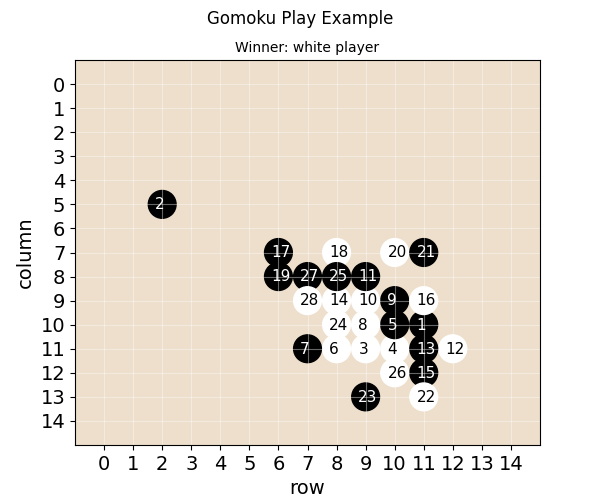 Gomoku Play Example
Winner: white player
0
1
2
3
4
5 2
6
7 17 18 20 21
8 19 27 25 11
9 28 14 10 9 16
10 24 8 5 1
11 7 6 3 4 13 12
12 26 15
13 23 22
14
column
0 1 2 3 4 5 6 7 8 9 10 11 12 13 14
row